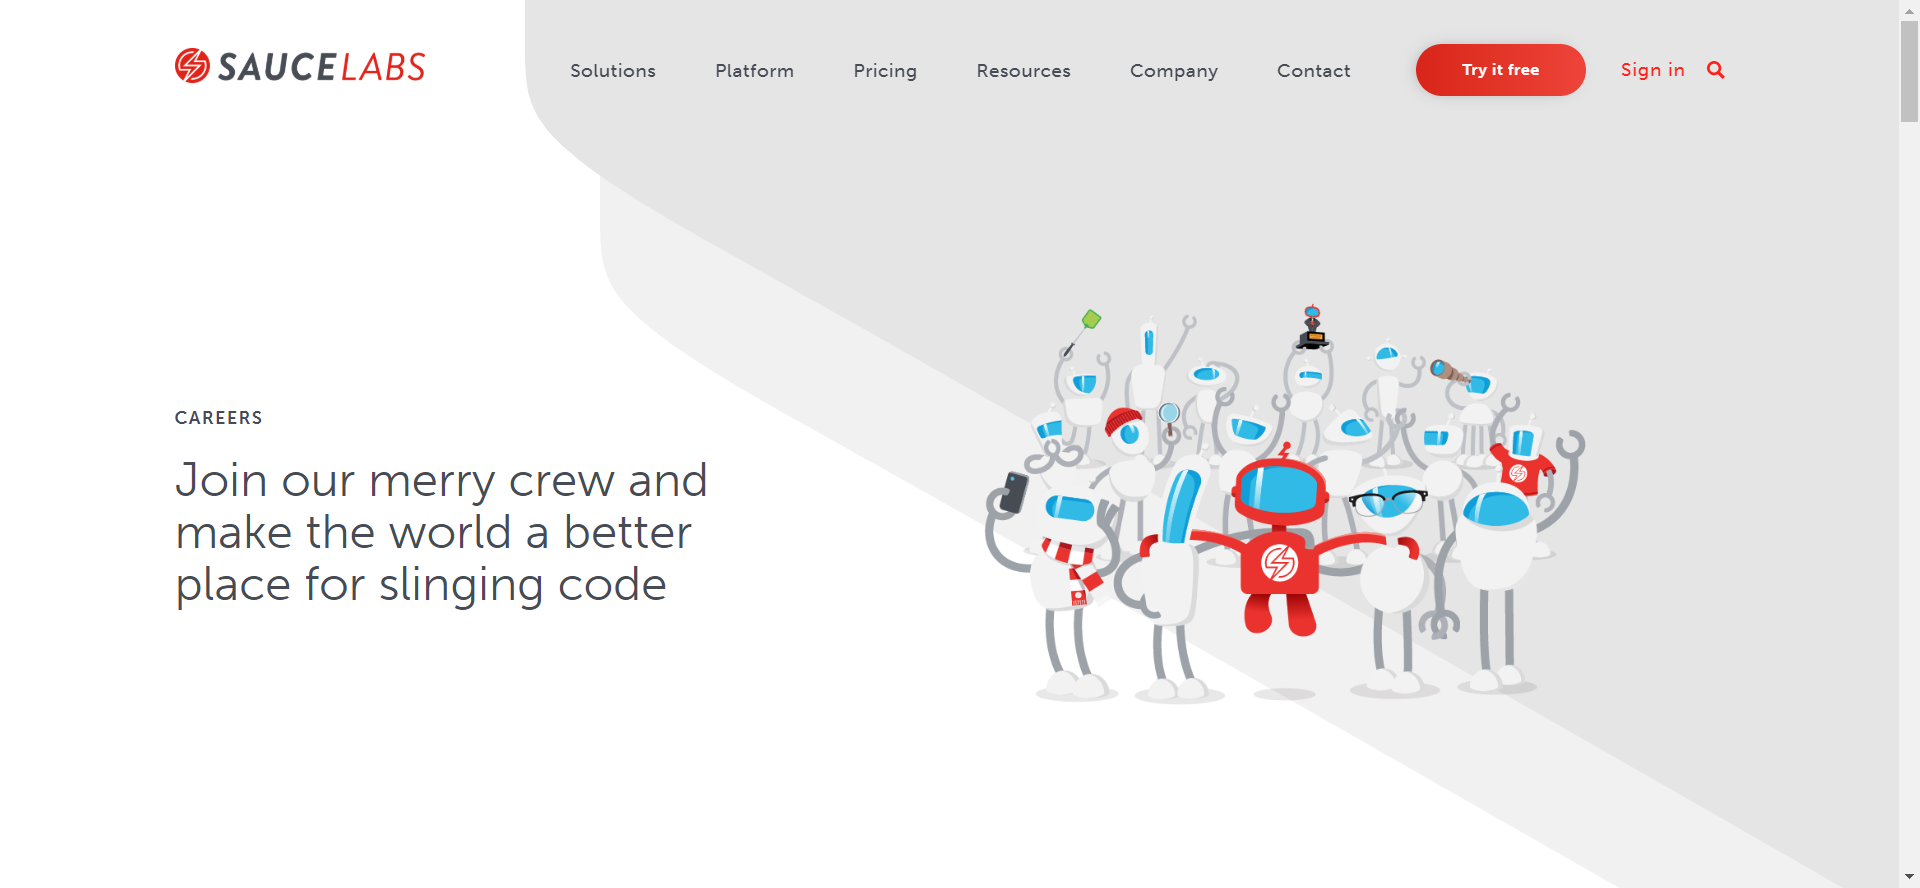 SAUCELABS
Solutions Platform Pricing Resources Company Contact Try it free Sign in
CAREERS
Join our merry crew and
make the world a better
place for slinging code